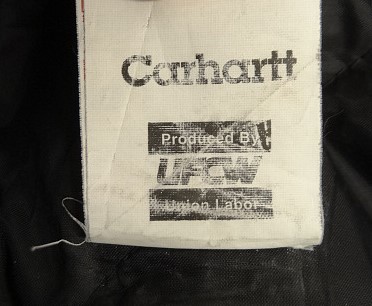 Carhartt
Produced By
UFCW
Union Labor